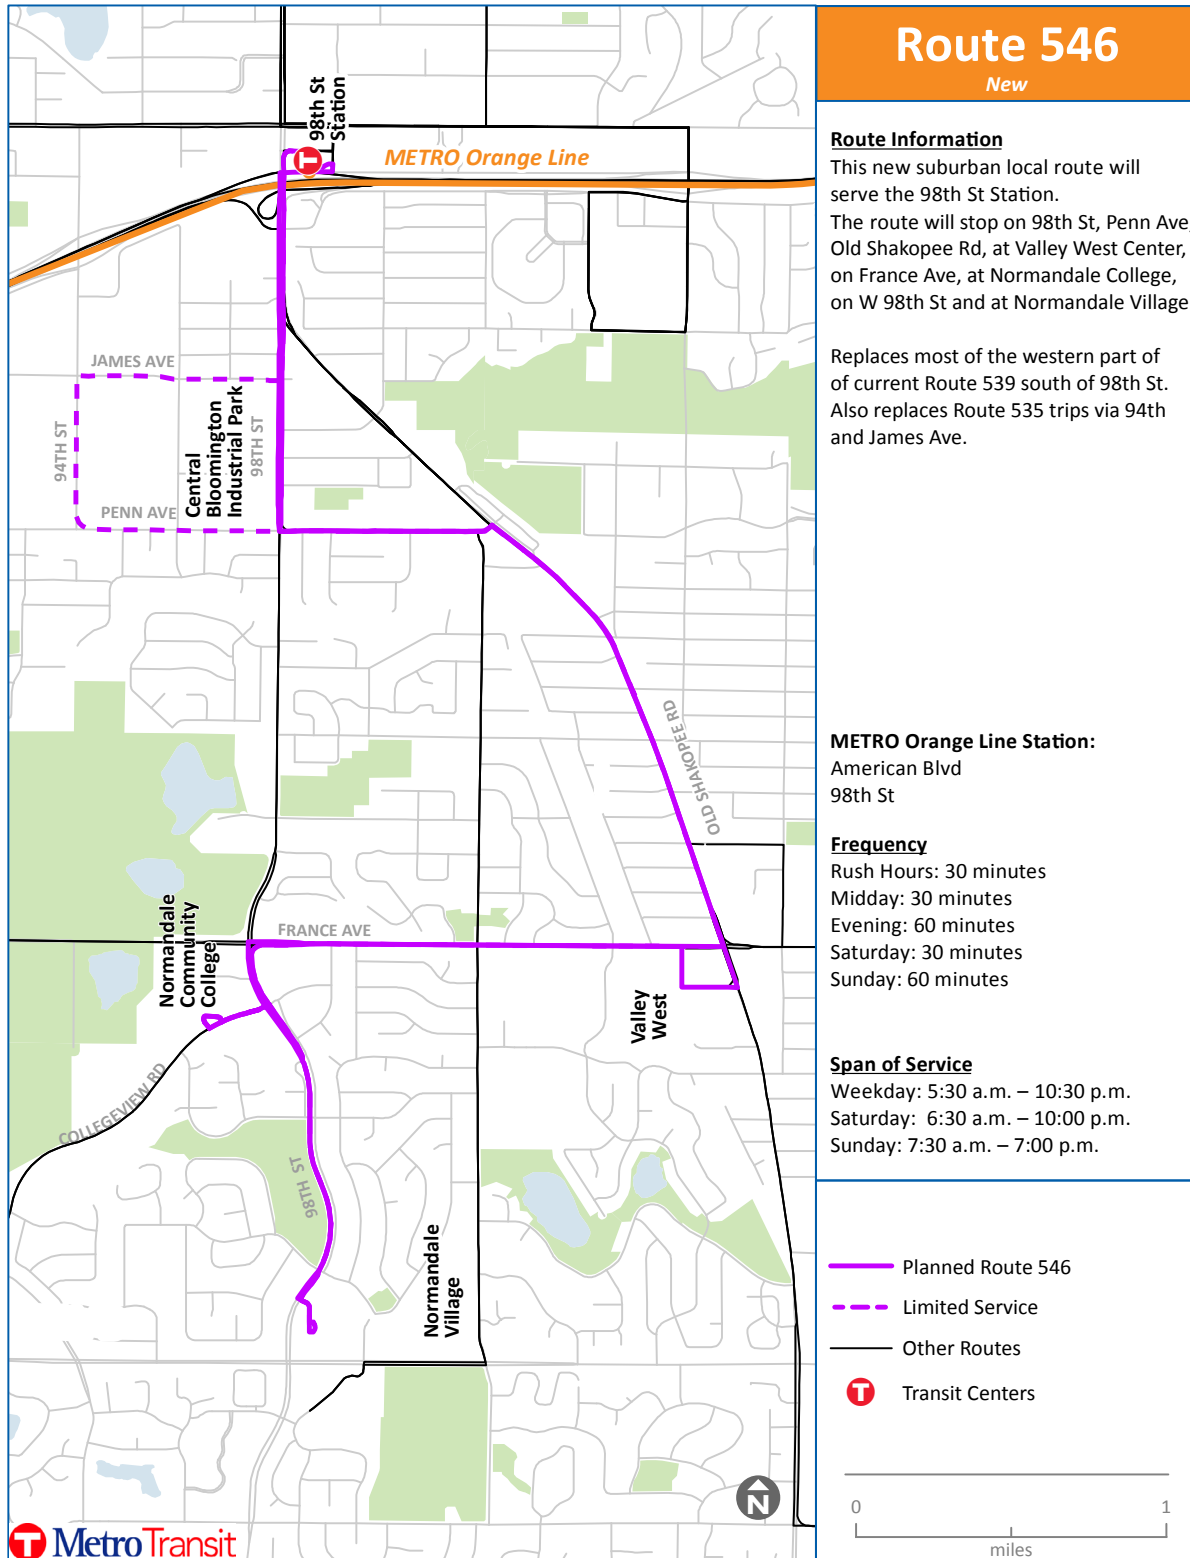 Route 546
New
Route Information
This new suburban local route will
serve the 98th St Station.
The route will stop on 98th St, Penn Ave,
Old Shakopee Rd, at Valley West Center,
on France Ave, at Normandale College,
on W 98th St and at Normandale Village
Replaces most of the western part of
of current Route 539 south of 98th St.
Also replaces Route 535 trips via 94th
and James Ave.
METRO Orange Line Station:
American Blvd
98th St
Frequency
Rush Hours: 30 minutes
Midday: 30 minutes
Evening: 60 minutes
Saturday: 30 minutes
Sunday: 60 minutes
Span of Service
Weekday: 5:30 a.m. – 10:30 p.m.
Saturday: 6:30 a.m. – 10:00 p.m.
Sunday: 7:30 a.m. – 7:00 p.m.
Planned Route 546
Limited Service
Other Routes
T Transit Centers
0 1
miles
98th St
Station
T
METRO Orange Line
JAMES AVE
94TH ST
Central
Bloomington
Industrial Park
98TH ST
PENN AVE
OLD SHAKOPEE RD
FRANCE AVE
Normandale
Community
College
Valley
West
COLLEGEVIEW RD
98TH ST
Normandale
Village
N
T MetroTransit